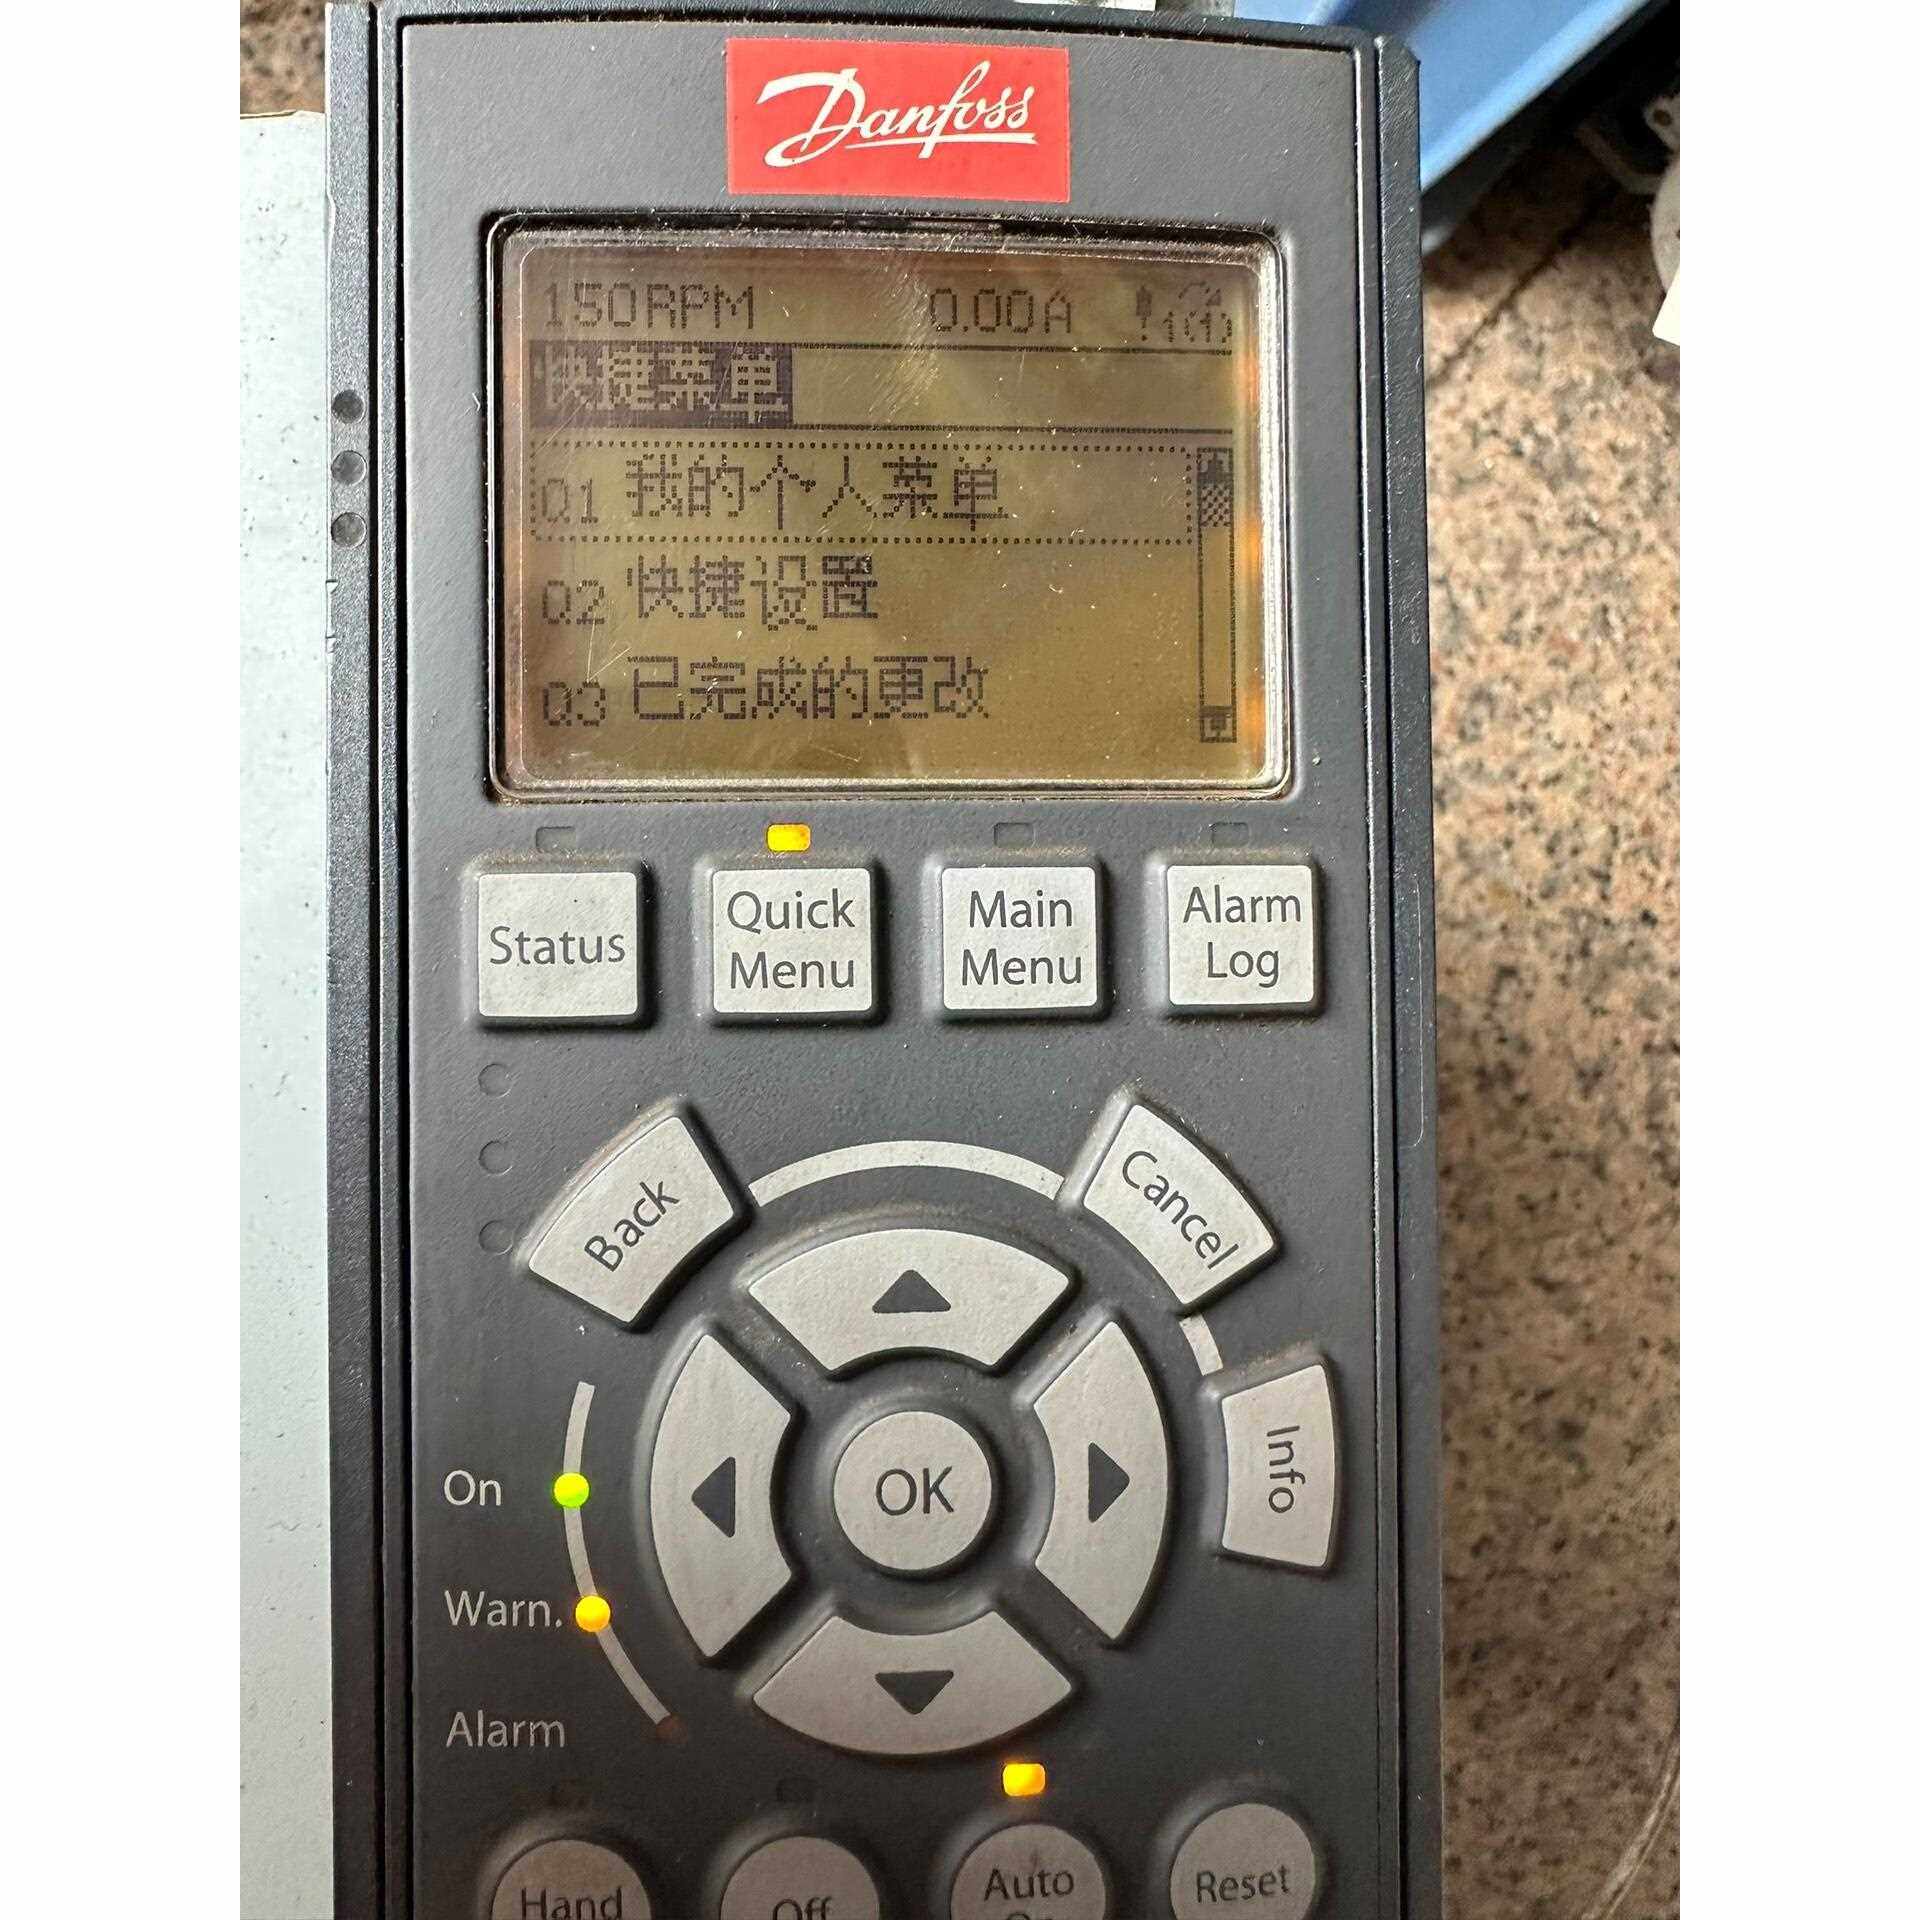 Danfoss
150RPM 0.00A
快捷菜单
Q1 我的个人菜单
Q2 快捷设置
Q3 已完成的更改
Status
Quick
Menu
Main
Menu
Alarm
Log
Back
Cancel
Info
OK
On
Warn.
Alarm
Hand
Off
Auto
On
Reset